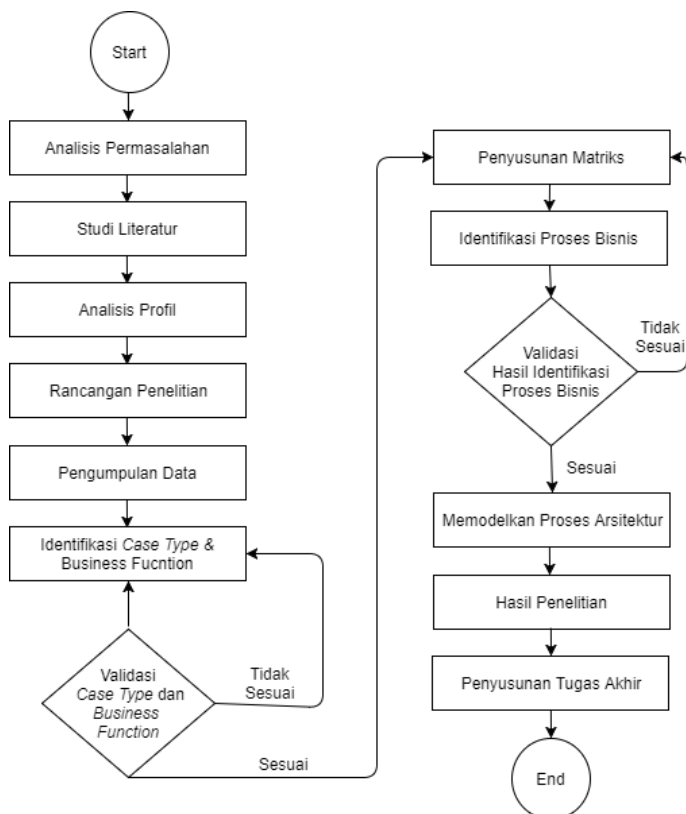 Start
Analisis Permasalahan
Studi Literatur
Analisis Profil
Rancangan Penelitian
Pengumpulan Data
Identifikasi Case Type &
Business Fucntion
Validasi
Case Type dan
Business
Function
Tidak
Sesuai
Sesuai
Penyusunan Matriks
Identifikasi Proses Bisnis
Validasi
Hasil Identifikasi
Proses Bisnis
Tidak
Sesuai
Sesuai
Memodelkan Proses Arsitektur
Hasil Penelitian
Penyusunan Tugas Akhir
End